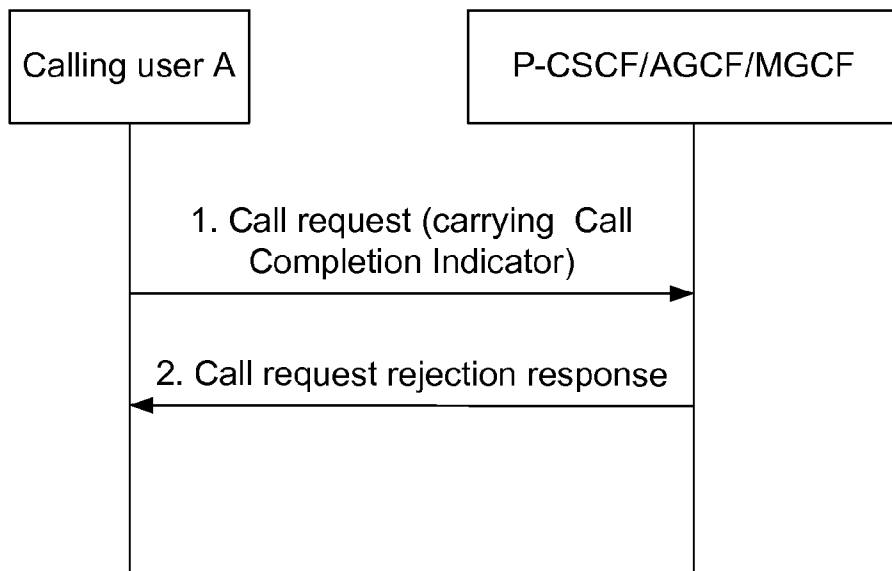 Calling user A
P-CSCF/AGCF/MGCF
1. Call request (carrying Call
Completion Indicator)
2. Call request rejection response